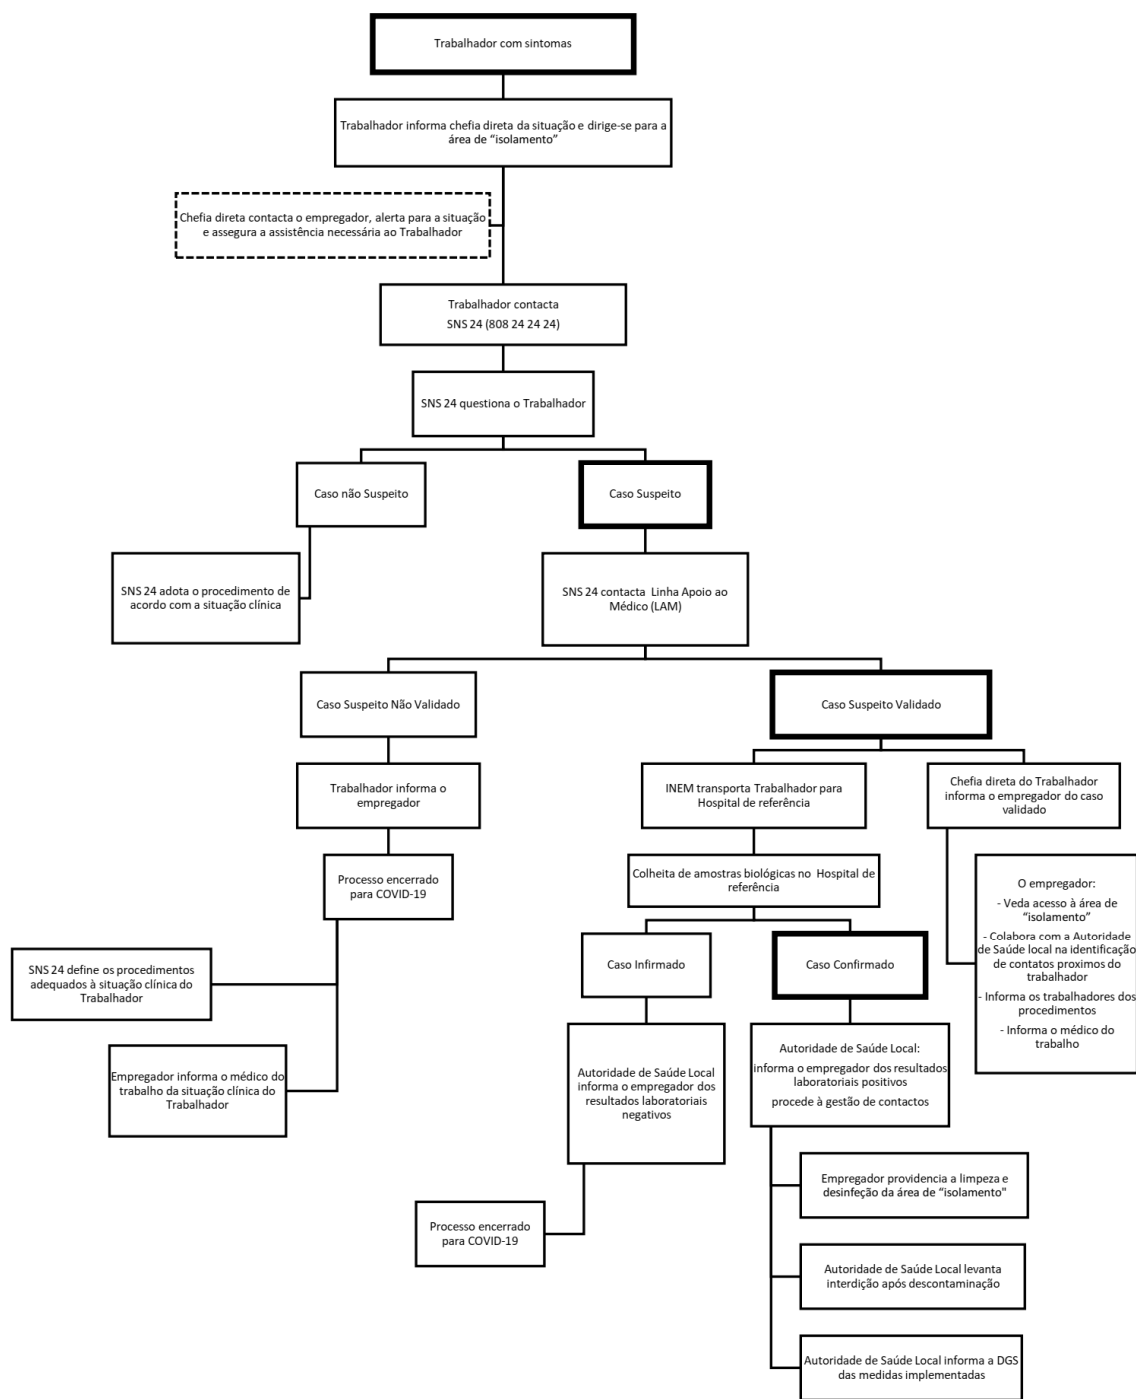 Trabalhador com sintomas
Trabalhador informa chefia direta da situação e dirige-se para a
área de “isolamento”
Chefia direta contacta o empregador, alerta para a situação
e assegura a assistência necessária ao Trabalhador
Trabalhador contacta
SNS 24 (808 24 24 24)
SNS 24 questiona o Trabalhador
Caso não Suspeito
Caso Suspeito
SNS 24 adota o procedimento de
acordo com a situação clínica
SNS 24 contacta Linha Apoio ao
Médico (LAM)
Caso Suspeito Não Validado
Caso Suspeito Validado
Trabalhador informa o
empregador
INEM transporta Trabalhador para
Hospital de referência
Chefia direta do Trabalhador
informa o empregador do caso
validado
Processo encerrado
para COVID-19
Colheita de amostras biológicas no Hospital de
referência
O empregador:
- Veda acesso à área de
“isolamento”
- Colabora com a Autoridade
de Saúde local na identificação
de contatos proximos do
trabalhador
- Informa os trabalhadores dos
procedimentos
- Informa o médico do
trabalho
SNS 24 define os procedimentos
adequados à situação clínica do
Trabalhador
Caso Infirmado
Caso Confirmado
Empregador informa o médico do
trabalho da situação clínica do
Trabalhador
Autoridade de Saúde Local
informa o empregador dos
resultados laboratoriais
negativos
Autoridade de Saúde Local:
informa o empregador dos resultados
laboratoriais positivos
procede à gestão de contactos
Processo encerrado
para COVID-19
Empregador providencia a limpeza e
desinfeção da área de “isolamento"
Autoridade de Saúde Local levanta
interdição após descontaminação
Autoridade de Saúde Local informa a DGS
das medidas implementadas